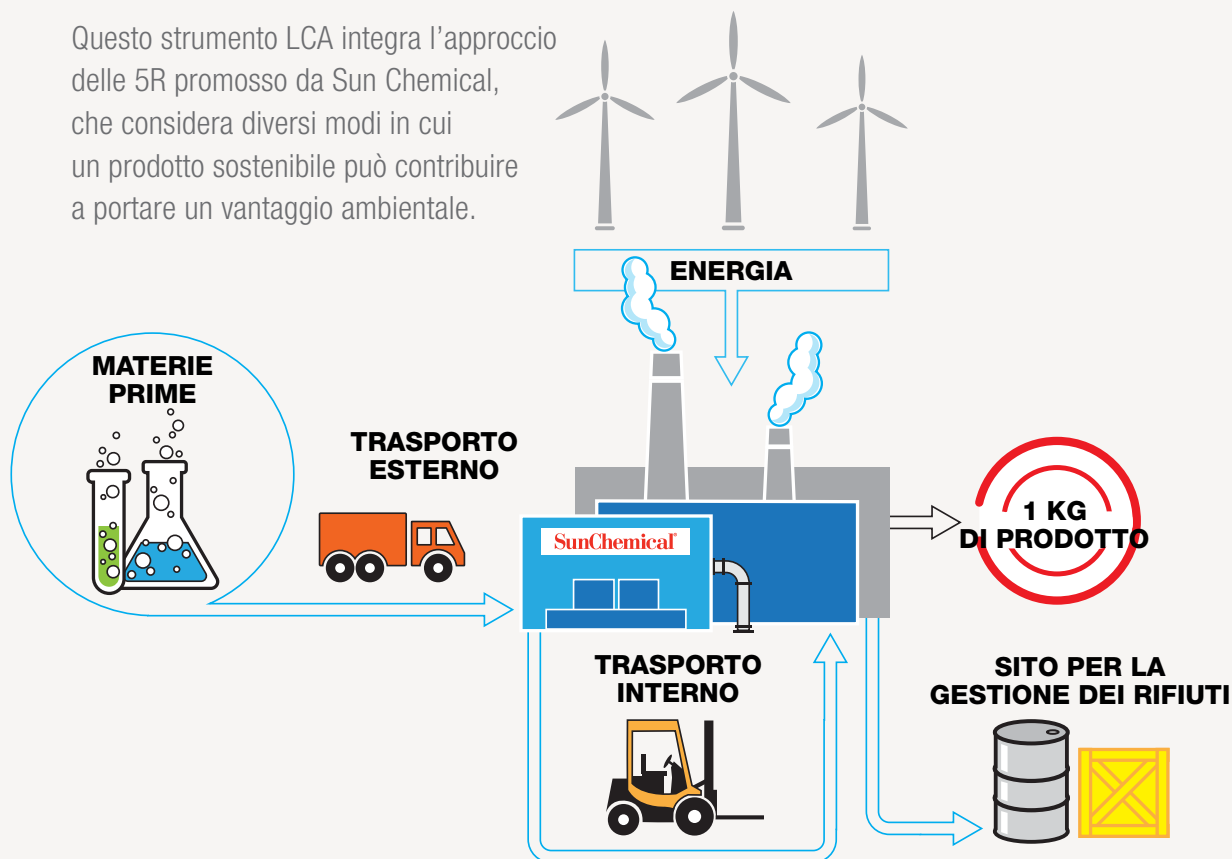 Questo strumento LCA integra l’approccio
delle 5R promosso da Sun Chemical,
che considera diversi modi in cui
un prodotto sostenibile può contribuire
a portare un vantaggio ambientale.
ENERGIA
MATERIE
PRIME
TRASPORTO
ESTERNO
SunChemical®
1 KG
DI PRODOTTO
TRASPORTO
INTERNO
SITO PER LA
GESTIONE DEI RIFIUTI